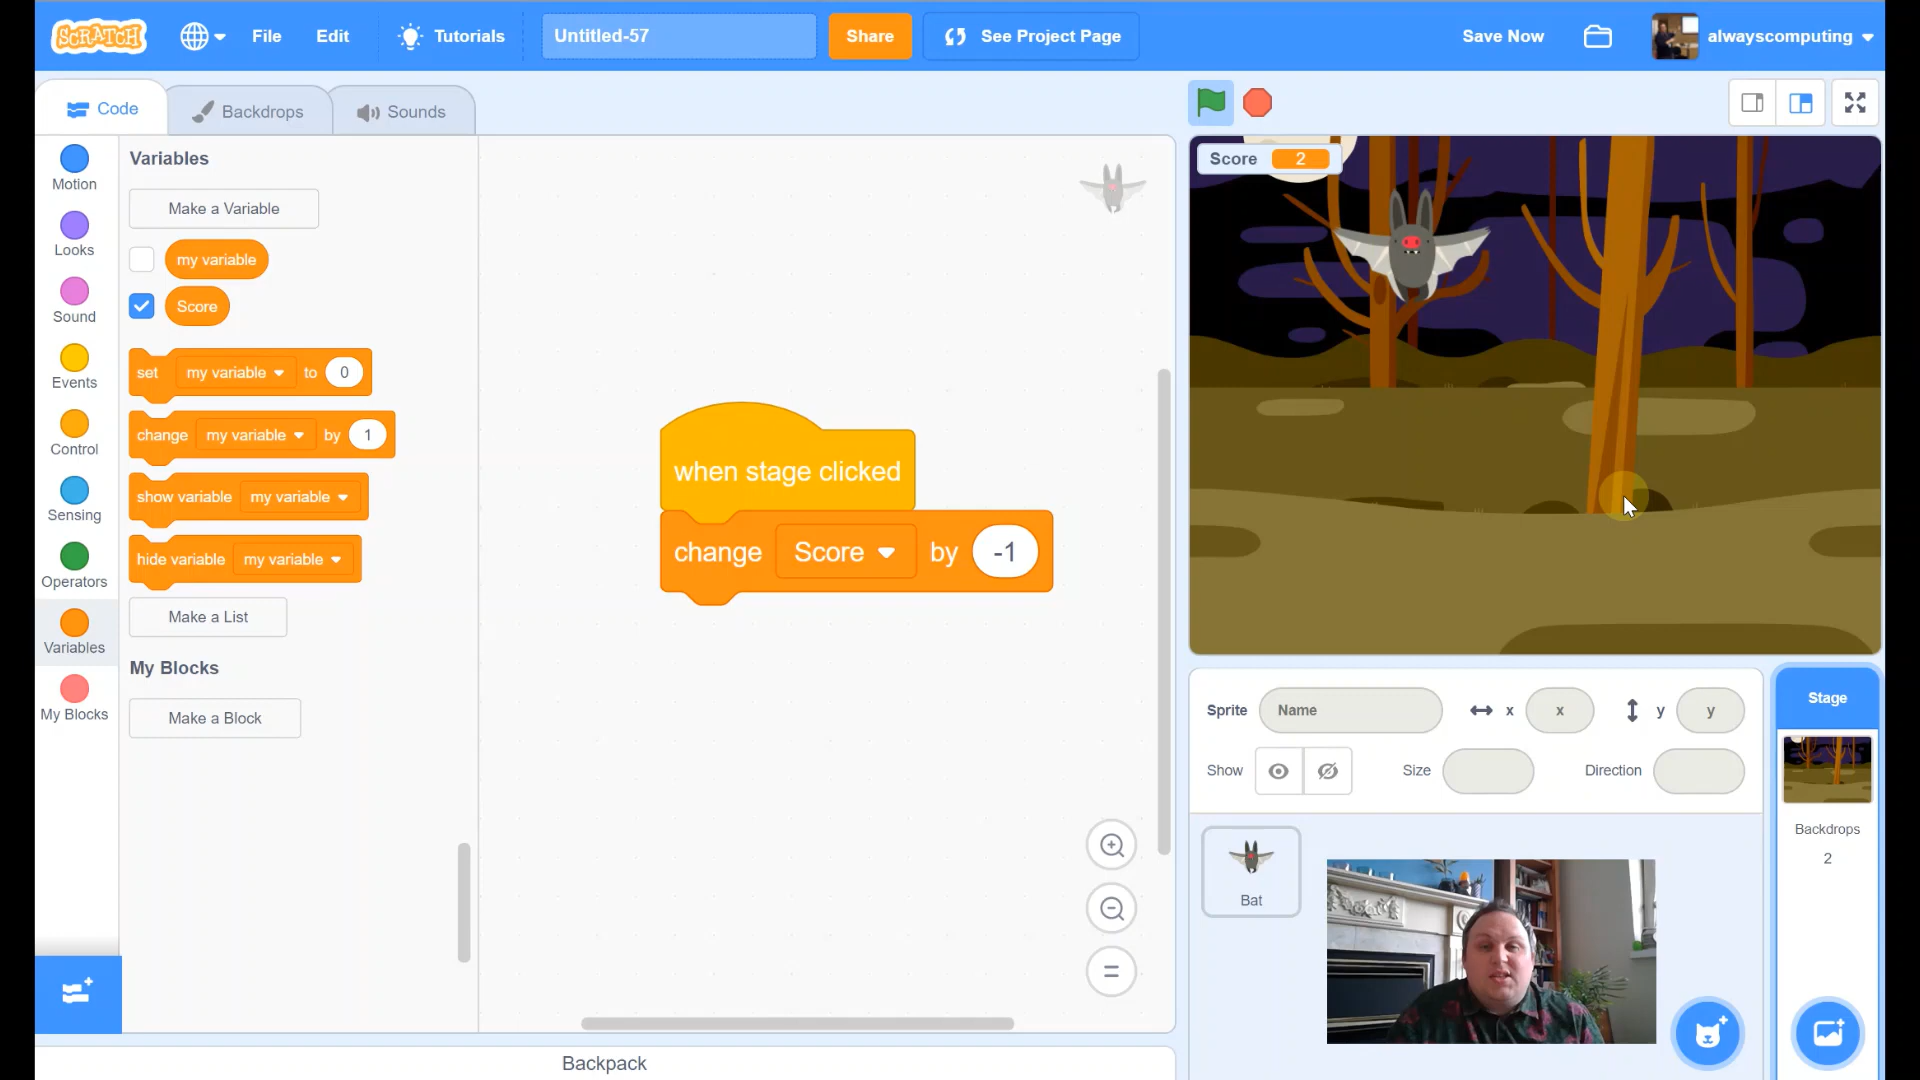 SCRATCH File Edit Tutorials Untitled-57 Share See Project Page Save Now alwayscomputing
Code Backdrops Sounds
Motion
Looks
Sound
Events
Control
Sensing
Operators
Variables
My Blocks
Variables
Make a Variable
my variable
Score
set my variable to 0
change my variable by 1
show variable my variable
hide variable my variable
Make a List
My Blocks
Make a Block
when stage clicked
change Score by -1
Backpack
Score 2
Sprite Name x x y y
Show Size Direction
Bat
Stage
Backdrops
2